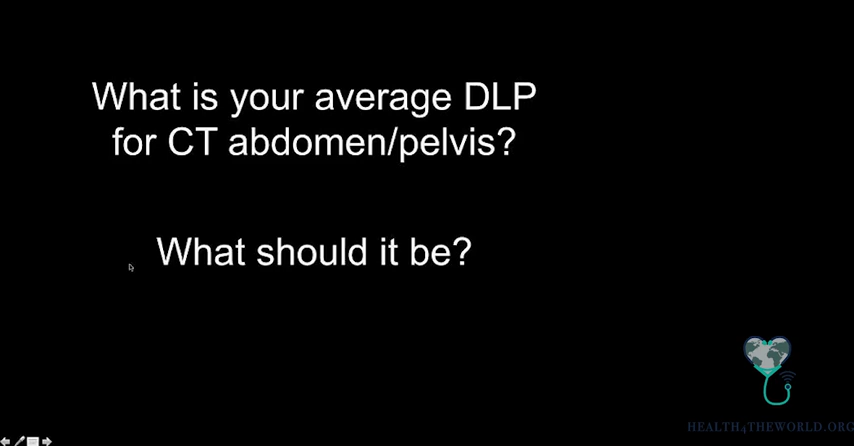 What is your average DLP
for CT abdomen/pelvis?
What should it be?
HEALTH4THEWORLD.ORG